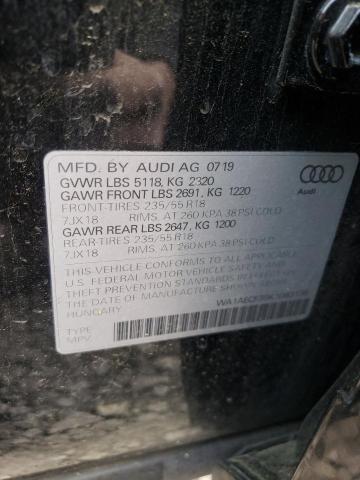 MFD. BY AUDI AG 07 19
GVWR LBS 5118, KG 2320
GAWR FRONT LBS 2691, KG 1220
FRONT-TIRES 235/55 R18
7JX18 RIMS AT 260 KPA 38 PSI COLD
GAWR REAR LBS 2647, KG 1200
REAR-TIRES 235/55 R18
7JX18 RIMS AT 260 KPA 38 PSI COLD
THIS VEHICLE CONFORMS TO ALL APPLICABLE
U.S. FEDERAL MOTOR VEHICLE SAFETY AND
THEFT PREVENTION STANDARDS IN EFFECT ON THE
DATE OF MANUFACTURE SHOWN ABOVE.
HUNGARY
TYPE
MPV
Audi